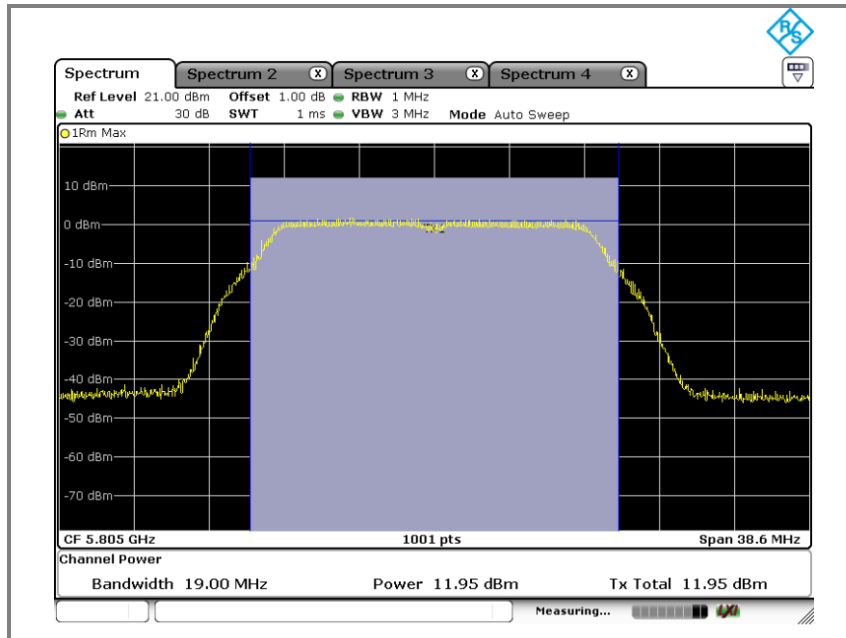 R&S
Spectrum Spectrum 2 X Spectrum 3 X Spectrum 4 X
Ref Level 21.00 dBm Offset 1.00 dB RBW 1 MHz
Att 30 dB SWT 1 ms VBW 3 MHz Mode Auto Sweep
1Rm Max
10 dBm
0 dBm
-10 dBm
-20 dBm
-30 dBm
-40 dBm
-50 dBm
-60 dBm
-70 dBm
CF 5.805 GHz 1001 pts Span 38.6 MHz
Channel Power
Bandwidth 19.00 MHz Power 11.95 dBm Tx Total 11.95 dBm
Measuring...